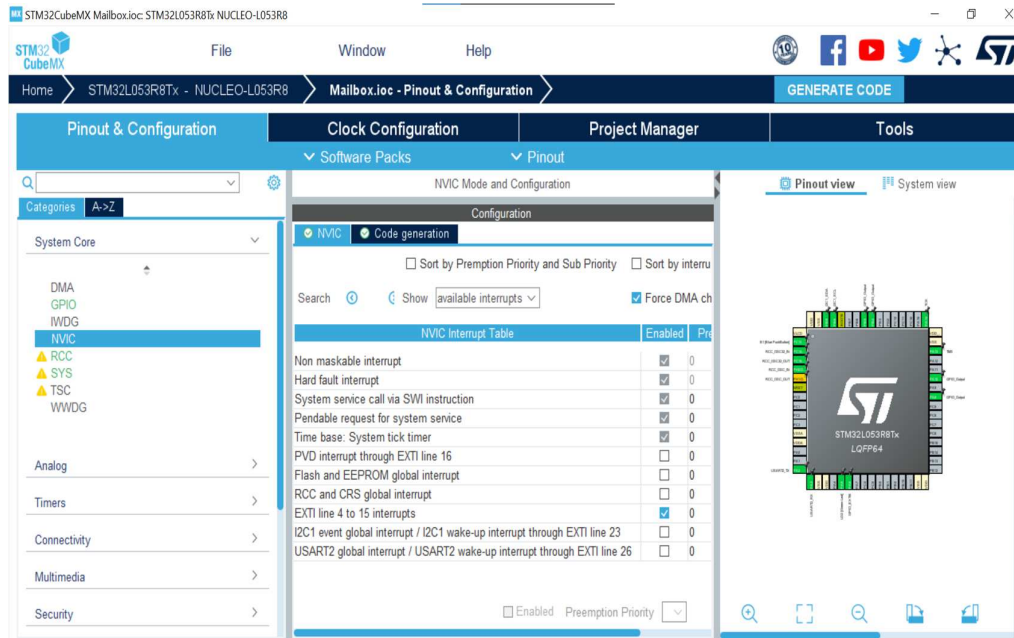 MX STM32CubeMX Mailbox.ioc: STM32L053R8Tx NUCLEO-L053R8
STM32
CubeMX
File Window Help
10
Home STM32L053R8Tx - NUCLEO-L053R8 Mailbox.ioc - Pinout & Configuration GENERATE CODE
Pinout & Configuration Clock Configuration Project Manager Tools
Software Packs Pinout
NVIC Mode and Configuration Pinout view System view
Categories A->Z
Configuration
NVIC Code generation
System Core
Sort by Premption Priority and Sub Priority Sort by interru
DMA
GPIO
IWDG
NVIC
RCC
SYS
TSC
WWDG
Search Show available interrupts Force DMA ch
NVIC Interrupt Table Enabled Pre
Non maskable interrupt 0
Hard fault interrupt 0
System service call via SWI instruction 0
Pendable request for system service 0
Time base: System tick timer 0
PVD interrupt through EXTI line 16 0
Flash and EEPROM global interrupt 0
RCC and CRS global interrupt 0
EXTI line 4 to 15 interrupts 0
I2C1 event global interrupt / I2C1 wake-up interrupt through EXTI line 23 0
USART2 global interrupt / USART2 wake-up interrupt through EXTI line 26 0
Analog
Timers
Connectivity
Multimedia
Security
Enabled Preemption Priority
ST
STM32L053R8Tx
LQFP64